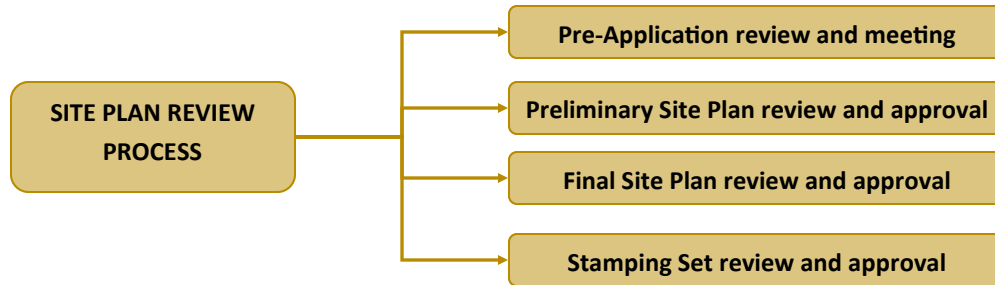 SITE PLAN REVIEW
PROCESS
Pre-Application review and meeting
Preliminary Site Plan review and approval
Final Site Plan review and approval
Stamping Set review and approval